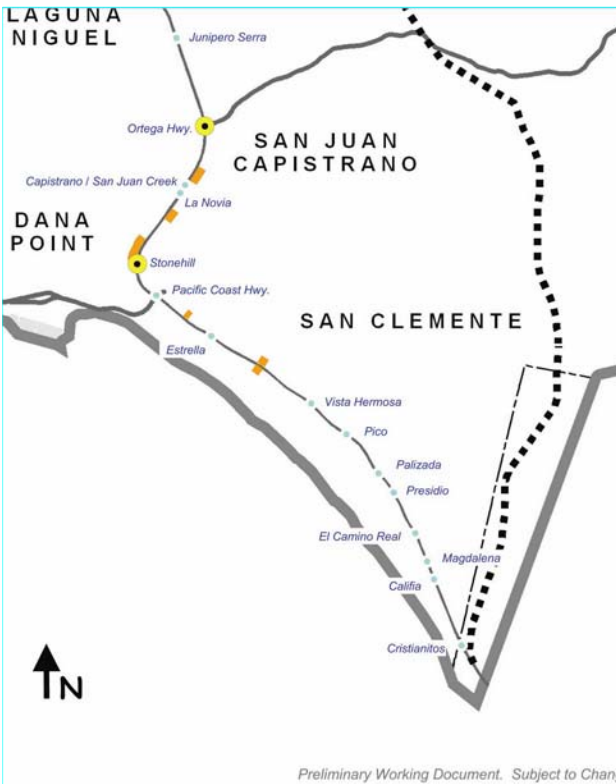 LAGUNA
NIGUEL
Junipero Serra
Ortega Hwy.
SAN JUAN
CAPISTRANO
Capistrano / San Juan Creek
La Novia
DANA
POINT
Stonehill
Pacific Coast Hwy.
SAN CLEMENTE
Estrella
Vista Hermosa
Pico
Palizada
Presidio
El Camino Real
Magdalena
Califia
Cristianitos
N
Preliminary Working Document. Subject to Chan